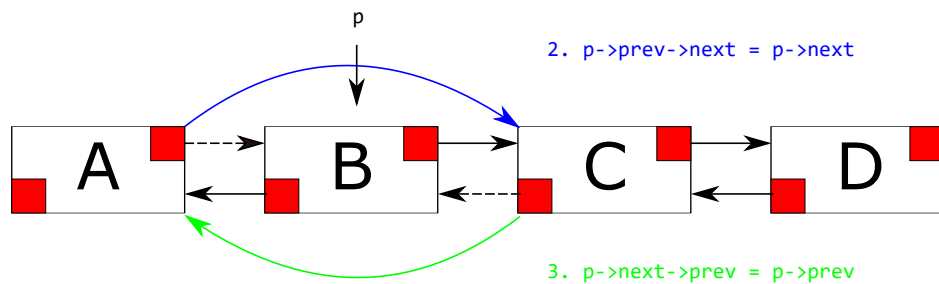 p
2. p->prev->next = p->next
A
B
C
D
3. p->next->prev = p->prev